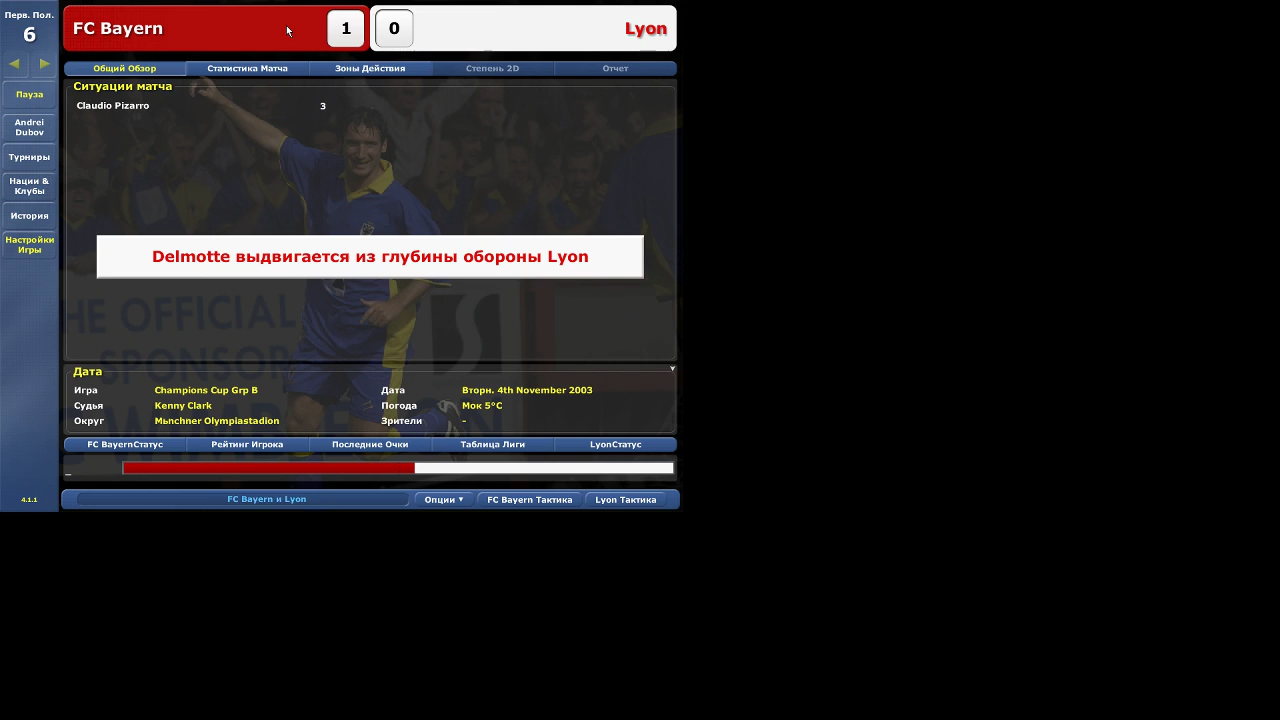 Перв. Пол.
6
FC Bayern 1 0 Lyon
Общий Обзор Статистика Матча Зоны Действия Степень 2D Отчет
Пауза
Andrei
Dubov
Турниры
Нации &
Клубы
История
Настройки
Игры
4.1.1
Ситуации матча
Claudio Pizarro 3
Delmotte выдвигается из глубины обороны Lyon
THE OFFICIAL
SPONSOR
Дата
Игра Champions Cup Grp B Дата Вторн. 4th November 2003
Судья Kenny Clark Погода Мок 5°C
Округ Mьnchner Olympiastadion Зрители -
FC BayernСтатус Рейтинг Игрока Последние Очки Таблица Лиги LyonСтатус
FC Bayern и Lyon Опции FC Bayern Тактика Lyon Тактика